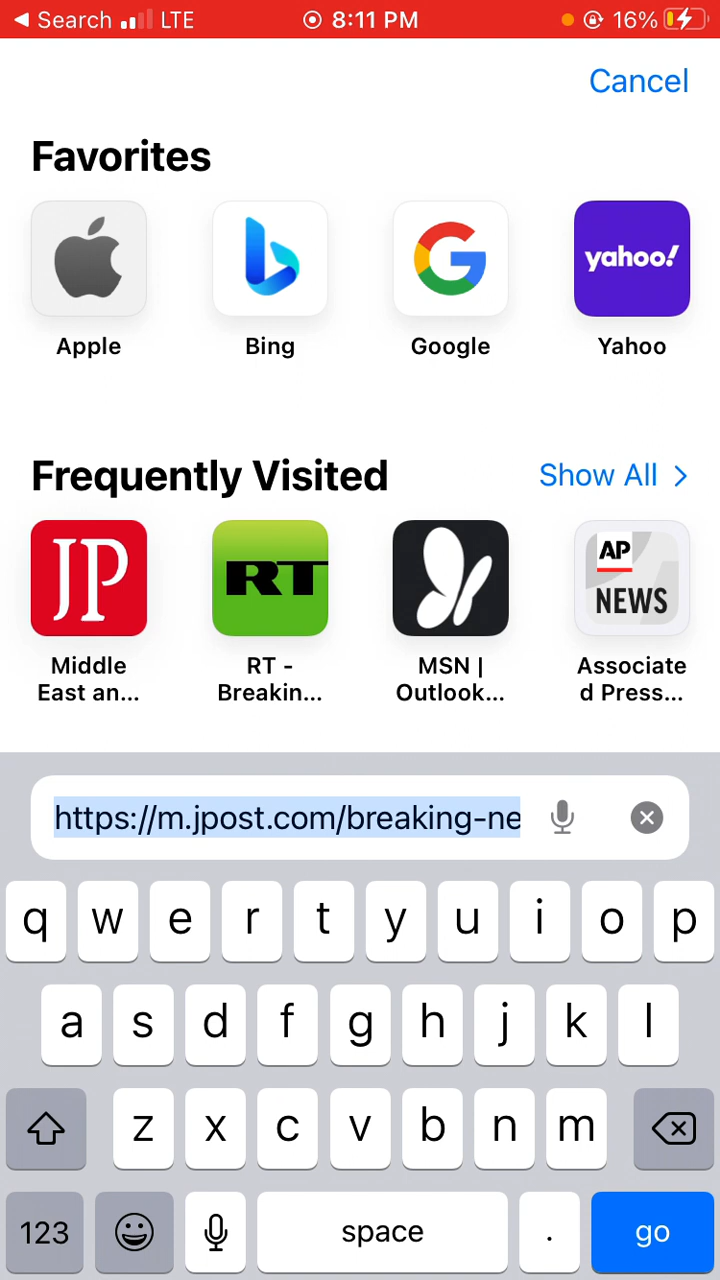 Search LTE 8:11 PM 16%
Cancel
Favorites
yahoo!
Apple Bing Google Yahoo
Frequently Visited Show All
JP RT AP NEWS
Middle East an...
RT - Breakin...
MSN | Outlook...
Associate d Press...
https://m.jpost.com/breaking-ne
q w e r t y u i o p
a s d f g h j k l
z x c v b n m
123 space . go